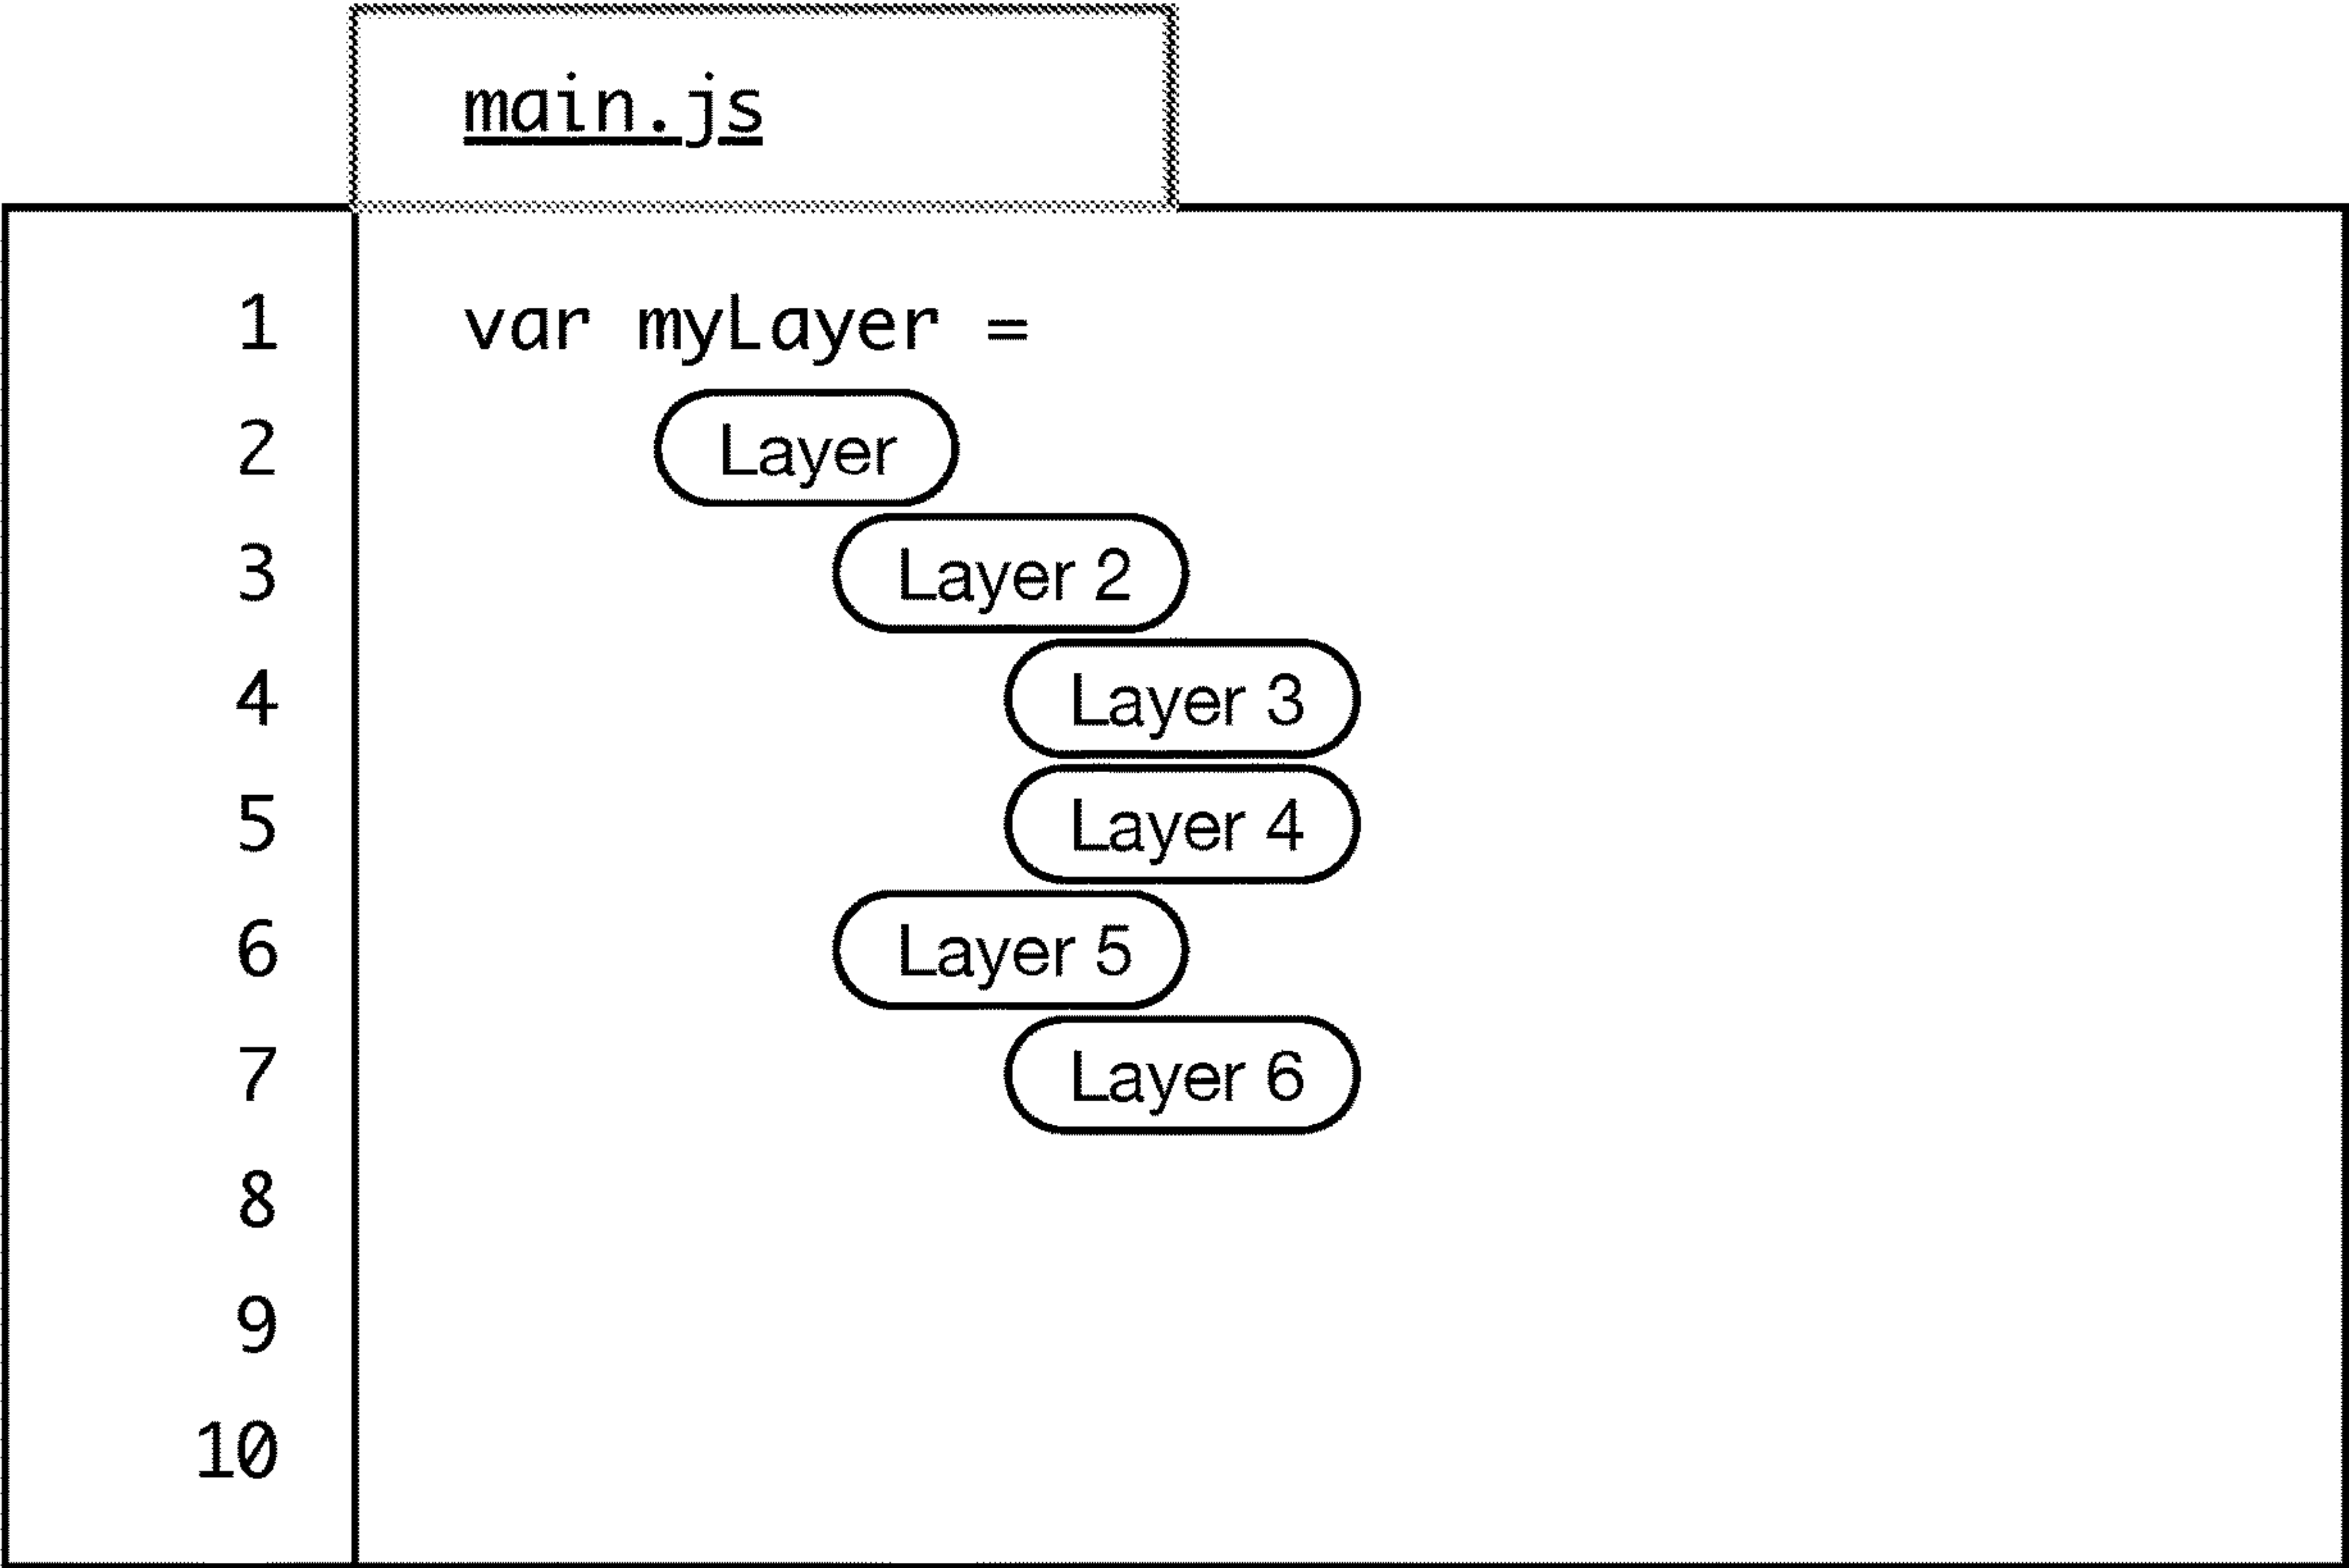 main.js
1 var myLayer =
2 Layer
3 Layer 2
4 Layer 3
5 Layer 4
6 Layer 5
7 Layer 6
8
9
10